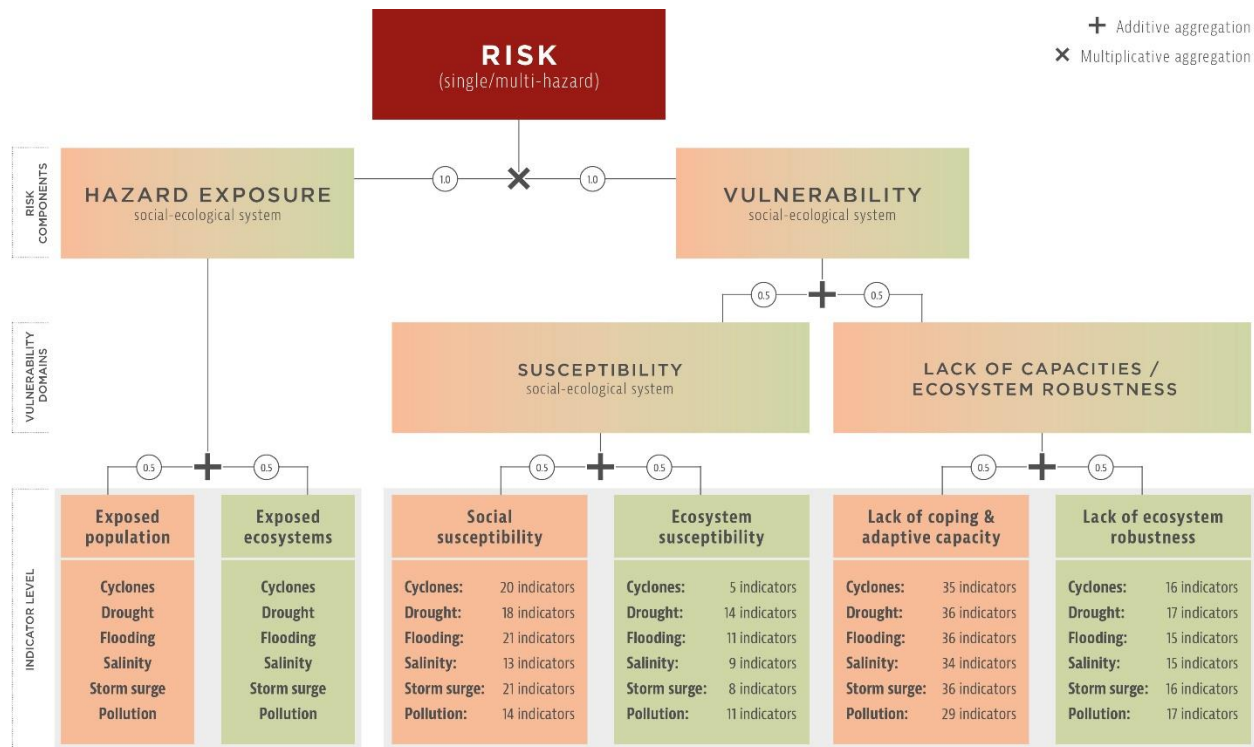 RISK
(single/multi-hazard)
+ Additive aggregation
× Multiplicative aggregation
RISK
COMPONENTS
HAZARD EXPOSURE
social-ecological system
1.0
×
1.0
VULNERABILITY
social-ecological system
0.5
+
0.5
VULNERABILITY
DOMAINS
SUSCEPTIBILITY
social-ecological system
LACK OF CAPACITIES /
ECOSYSTEM ROBUSTNESS
0.5
+
0.5
0.5
+
0.5
0.5
+
0.5
INDICATOR LEVEL
Exposed
population
Cyclones
Drought
Flooding
Salinity
Storm surge
Pollution
Exposed
ecosystems
Cyclones
Drought
Flooding
Salinity
Storm surge
Pollution
Social
susceptibility
Cyclones: 20 indicators
Drought: 18 indicators
Flooding: 21 indicators
Salinity: 13 indicators
Storm surge: 21 indicators
Pollution: 14 indicators
Ecosystem
susceptibility
Cyclones: 5 indicators
Drought: 14 indicators
Flooding: 11 indicators
Salinity: 9 indicators
Storm surge: 8 indicators
Pollution: 11 indicators
Lack of coping &
adaptive capacity
Cyclones: 35 indicators
Drought: 36 indicators
Flooding: 36 indicators
Salinity: 34 indicators
Storm surge: 36 indicators
Pollution: 29 indicators
Lack of ecosystem
robustness
Cyclones: 16 indicators
Drought: 17 indicators
Flooding: 15 indicators
Salinity: 15 indicators
Storm surge: 16 indicators
Pollution: 17 indicators